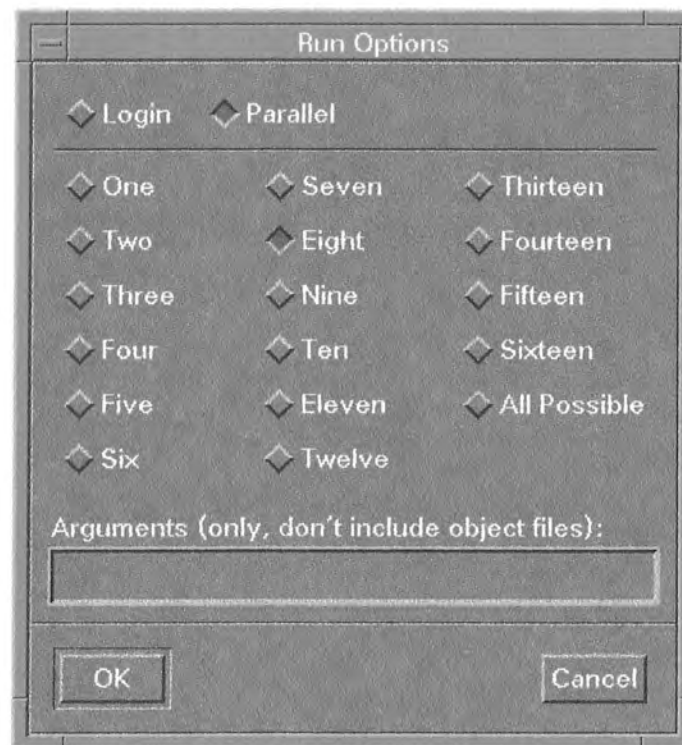 Run Options
Login Parallel
One Seven Thirteen
Two Eight Fourteen
Three Nine Fifteen
Four Ten Sixteen
Five Eleven All Possible
Six Twelve
Arguments (only, don't include object files):
OK Cancel